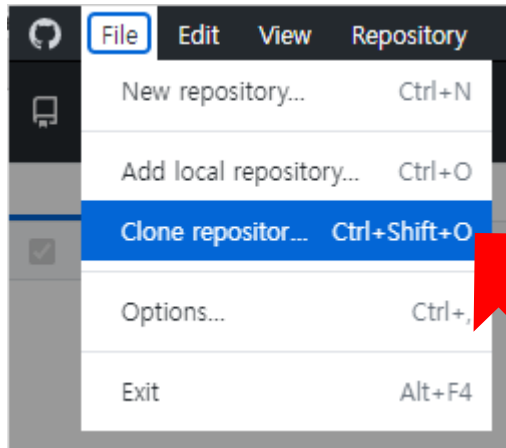 File Edit View Repository
New repository... Ctrl+N
Add local repository... Ctrl+O
Clone repositor... Ctrl+Shift+O
Options... Ctrl+,
Exit Alt+F4